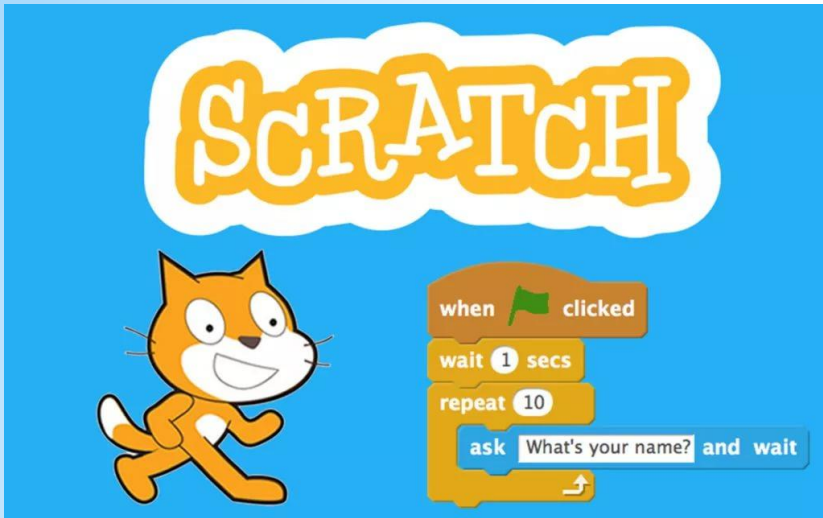 SCRATCH
when clicked
wait 1 secs
repeat 10
ask What's your name? and wait